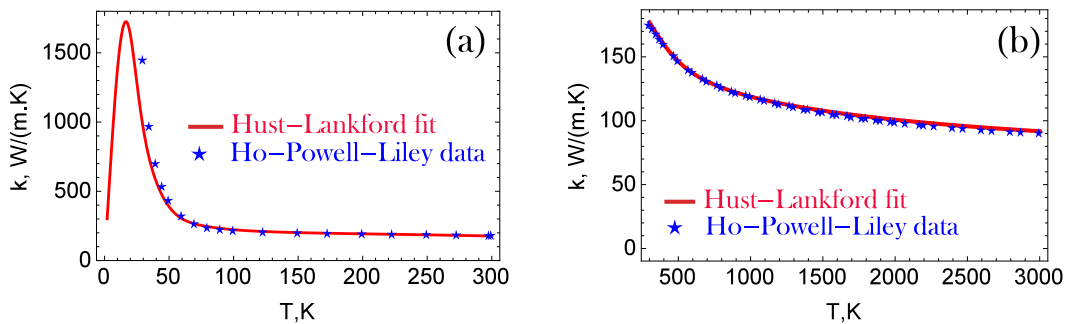 (a)
k, W/(m.K)
1500
1000
500
0
Hust−Lankford fit
Ho−Powell−Liley data
0 50 100 150 200 250 300
T,K
(b)
k, W/(m.K)
150
100
50
0
Hust−Lankford fit
Ho−Powell−Liley data
500 1000 1500 2000 2500 3000
T,K